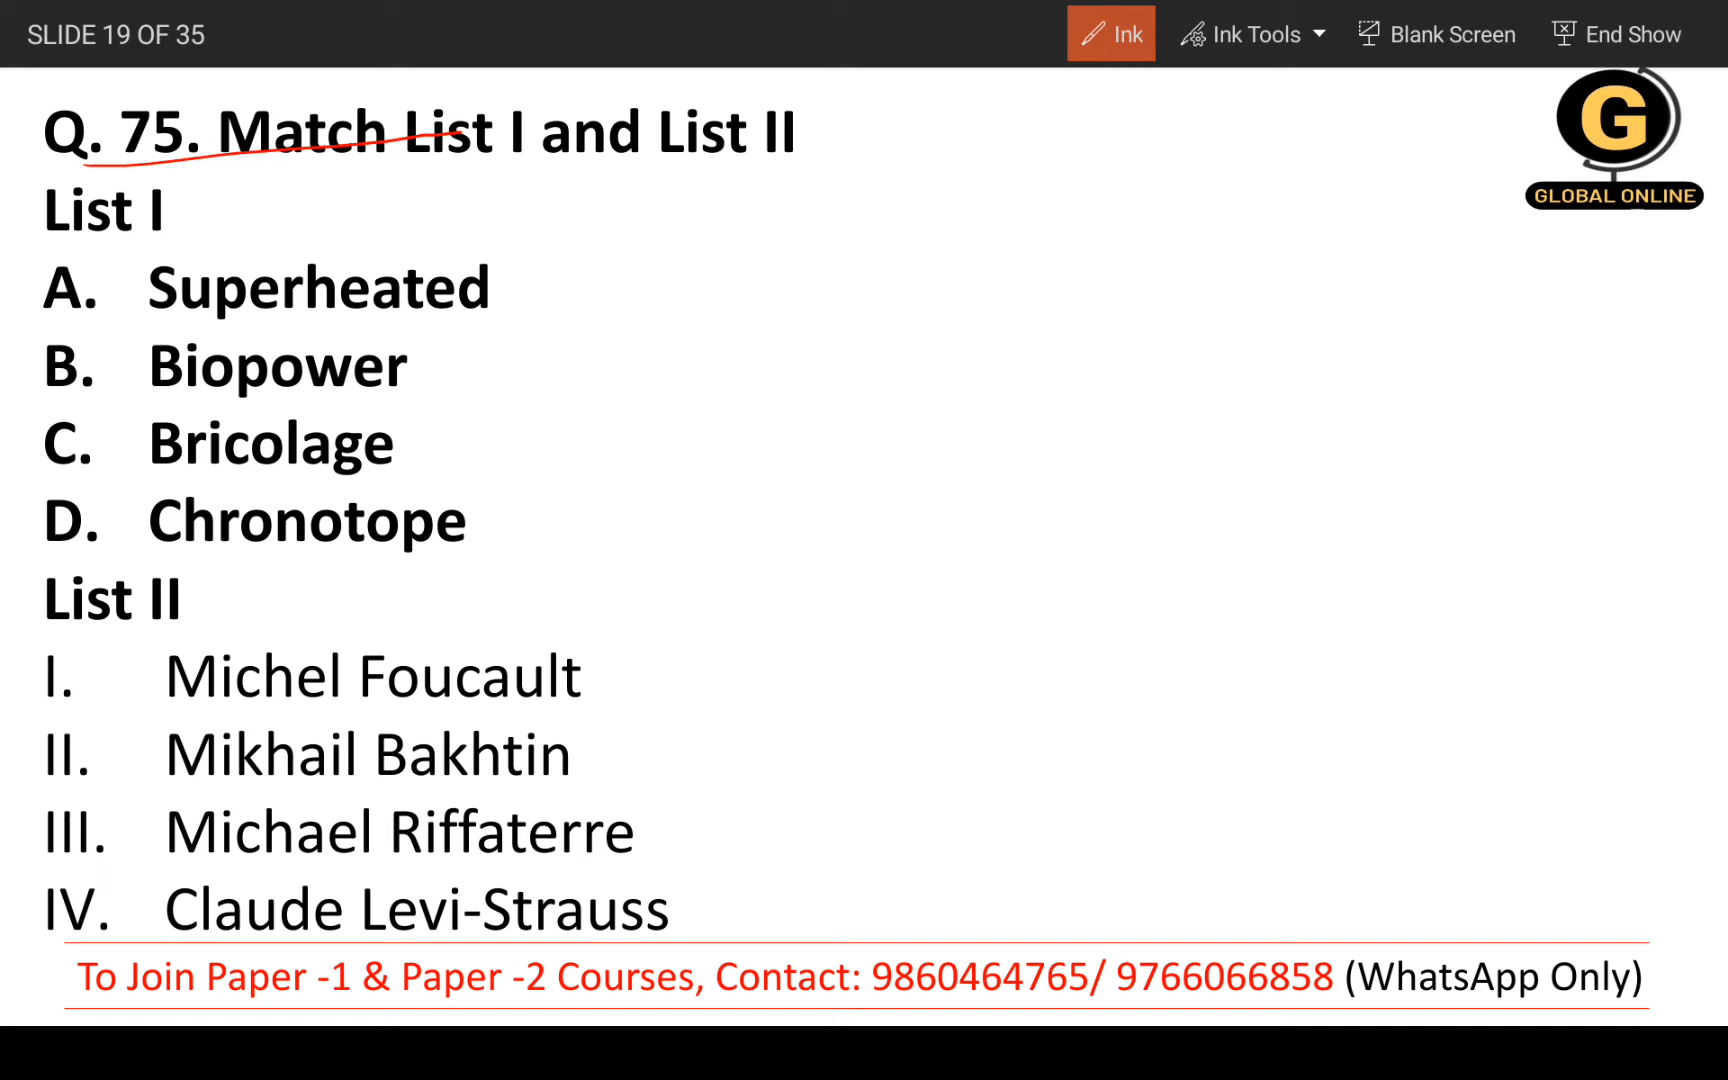 SLIDE 19 OF 35
Ink
Ink Tools
Blank Screen
End Show
G
GLOBAL ONLINE
Q. 75. Match List I and List II
List I
A. Superheated
B. Biopower
C. Bricolage
D. Chronotope
List II
I. Michel Foucault
II. Mikhail Bakhtin
III. Michael Riffaterre
IV. Claude Levi-Strauss
To Join Paper -1 & Paper -2 Courses, Contact: 9860464765/ 9766066858 (WhatsApp Only)